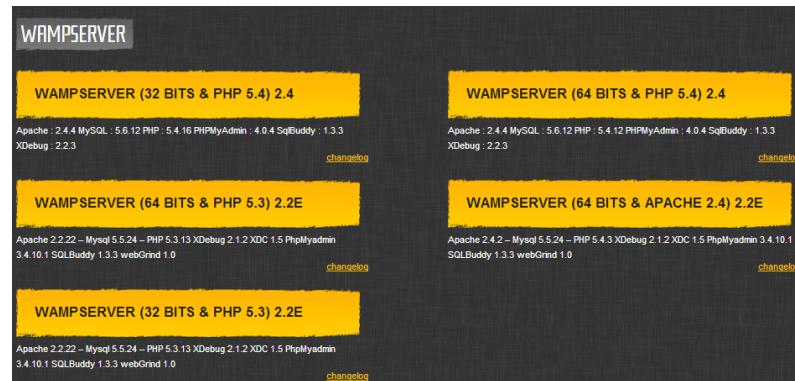 WAMPSERVER
WAMPSERVER (32 BITS & PHP 5.4) 2.4
Apache : 2.4.4 MySQL : 5.6.12 PHP : 5.4.16 PHPMyAdmin : 4.0.4 SqlBuddy : 1.3.3
XDebug : 2.2.3
changelog
WAMPSERVER (64 BITS & PHP 5.4) 2.4
Apache : 2.4.4 MySQL : 5.6.12 PHP : 5.4.12 PHPMyAdmin : 4.0.4 SqlBuddy : 1.3.3
XDebug : 2.2.3
changelo
WAMPSERVER (64 BITS & PHP 5.3) 2.2E
Apache 2.2.22 – Mysql 5.5.24 – PHP 5.3.13 XDebug 2.1.2 XDC 1.5 PhpMyadmin
3.4.10.1 SQLBuddy 1.3.3 webGrind 1.0
changelog
WAMPSERVER (64 BITS & APACHE 2.4) 2.2E
Apache 2.4.2 – Mysql 5.5.24 – PHP 5.4.3 XDebug 2.1.2 XDC 1.5 PhpMyadmin 3.4.10.1
SQLBuddy 1.3.3 webGrind 1.0
changelo
WAMPSERVER (32 BITS & PHP 5.3) 2.2E
Apache 2.2.22 – Mysql 5.5.24 – PHP 5.3.13 XDebug 2.1.2 XDC 1.5 PhpMyadmin
3.4.10.1 SQLBuddy 1.3.3 webGrind 1.0
changelog